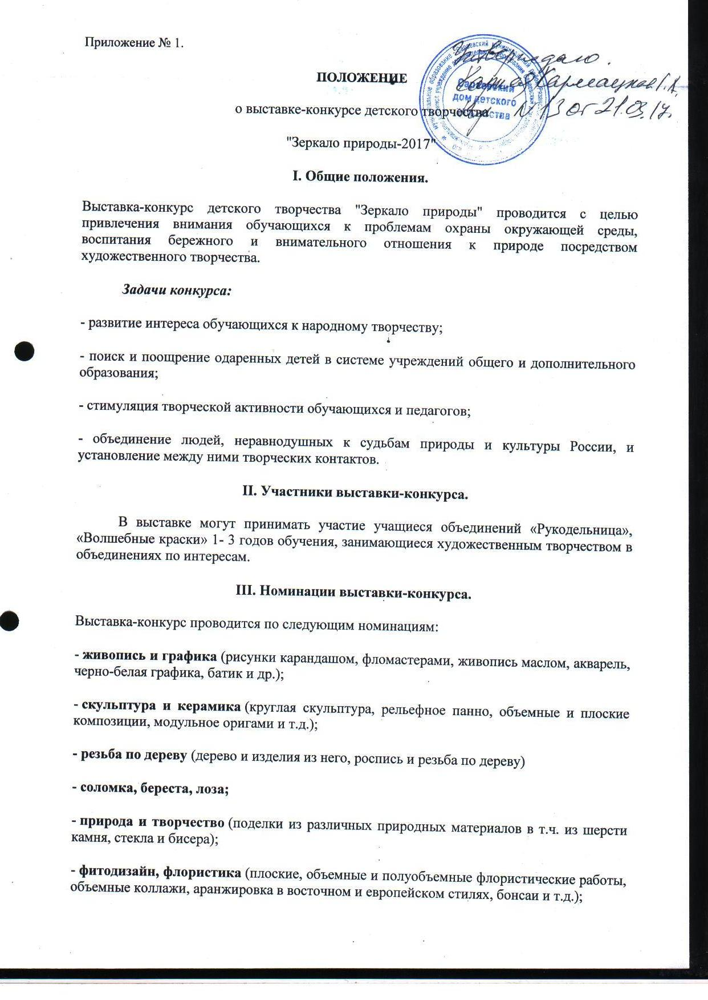 Приложение № 1.
Утверждаю.
ПОЛОЖЕНИЕ
о выставке-конкурсе детского творчества
№ 13 от 21.03.17.
Сараевский
дом детского
творчества
"Зеркало природы-2017"
I. Общие положения.
Выставка-конкурс детского творчества "Зеркало природы" проводится с целью
привлечения внимания обучающихся к проблемам охраны окружающей среды,
воспитания бережного и внимательного отношения к природе посредством
художественного творчества.
Задачи конкурса:
- развитие интереса обучающихся к народному творчеству;
- поиск и поощрение одаренных детей в системе учреждений общего и дополнительного
образования;
- стимуляция творческой активности обучающихся и педагогов;
- объединение людей, неравнодушных к судьбам природы и культуры России, и
установление между ними творческих контактов.
II. Участники выставки-конкурса.
В выставке могут принимать участие учащиеся объединений «Рукодельница»,
«Волшебные краски» 1- 3 годов обучения, занимающиеся художественным творчеством в
объединениях по интересам.
III. Номинации выставки-конкурса.
Выставка-конкурс проводится по следующим номинациям:
- живопись и графика (рисунки карандашом, фломастерами, живопись маслом, акварель,
черно-белая графика, батик и др.);
- скульптура и керамика (круглая скульптура, рельефное панно, объемные и плоские
композиции, модульное оригами и т.д.);
- резьба по дереву (дерево и изделия из него, роспись и резьба по дереву)
- соломка, береста, лоза;
- природа и творчество (поделки из различных природных материалов в т.ч. из шерсти
камня, стекла и бисера);
- фитодизайн, флористика (плоские, объемные и полуобъемные флористические работы,
объемные коллажи, аранжировка в восточном и европейском стилях, бонсаи и т.д.);